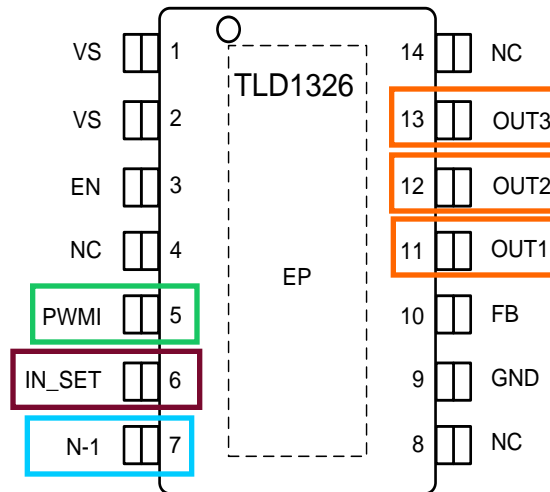 VS 1 TLD1326 14 NC
VS 2 13 OUT3
EN 3 12 OUT2
NC 4 11 OUT1
EP
PWMI 5 10 FB
IN_SET 6 9 GND
N-1 7 8 NC